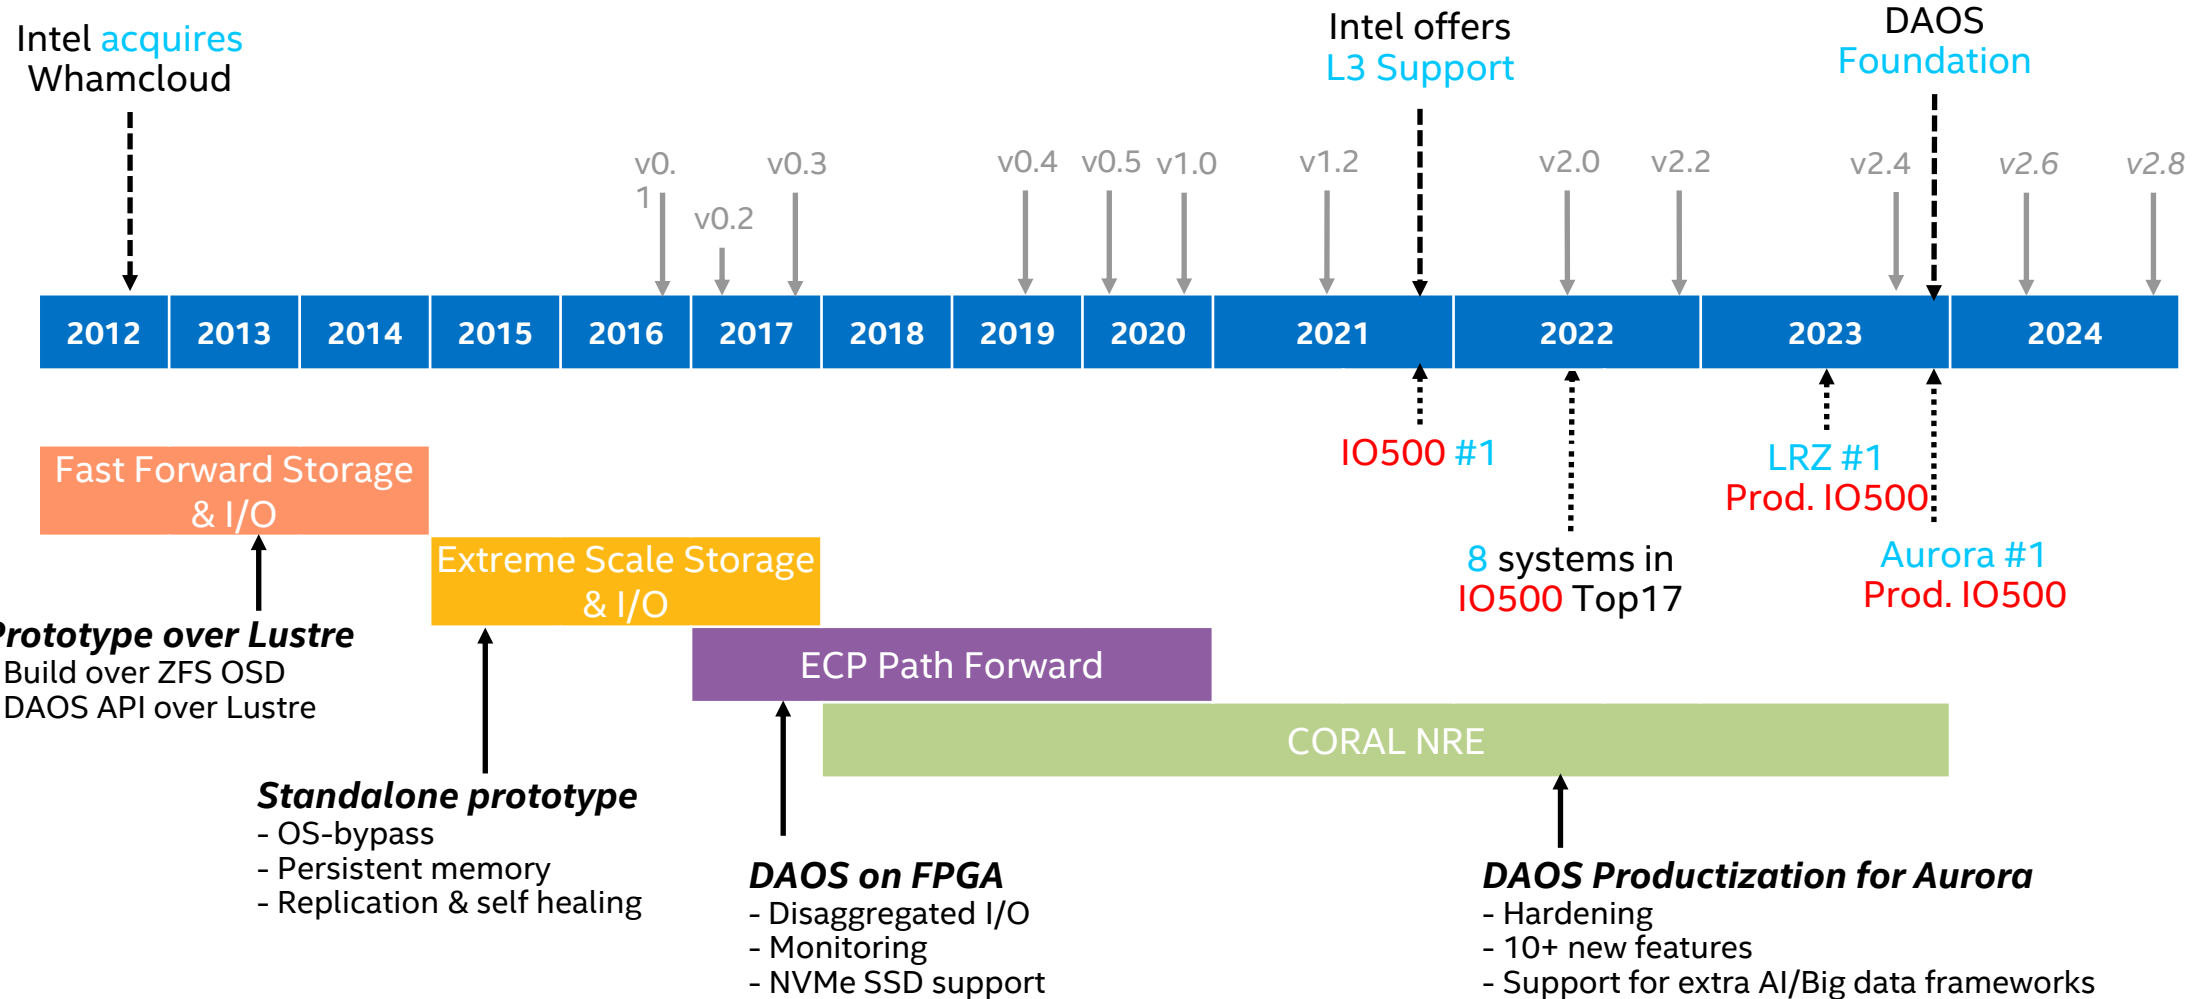 Intel acquires
Whamcloud
Intel offers
L3 Support
DAOS
Foundation
v0.
1
v0.2
v0.3
v0.4
v0.5
v1.0
v1.2
v2.0
v2.2
v2.4
v2.6
v2.8
2012
2013
2014
2015
2016
2017
2018
2019
2020
2021
2022
2023
2024
IO500 #1
8 systems in
IO500 Top17
LRZ #1
Prod. IO500
Aurora #1
Prod. IO500
Fast Forward Storage
& I/O
Extreme Scale Storage
& I/O
ECP Path Forward
CORAL NRE
Prototype over Lustre
Build over ZFS OSD
DAOS API over Lustre
Standalone prototype
- OS-bypass
- Persistent memory
- Replication & self healing
DAOS on FPGA
- Disaggregated I/O
- Monitoring
- NVMe SSD support
DAOS Productization for Aurora
- Hardening
- 10+ new features
- Support for extra AI/Big data frameworks